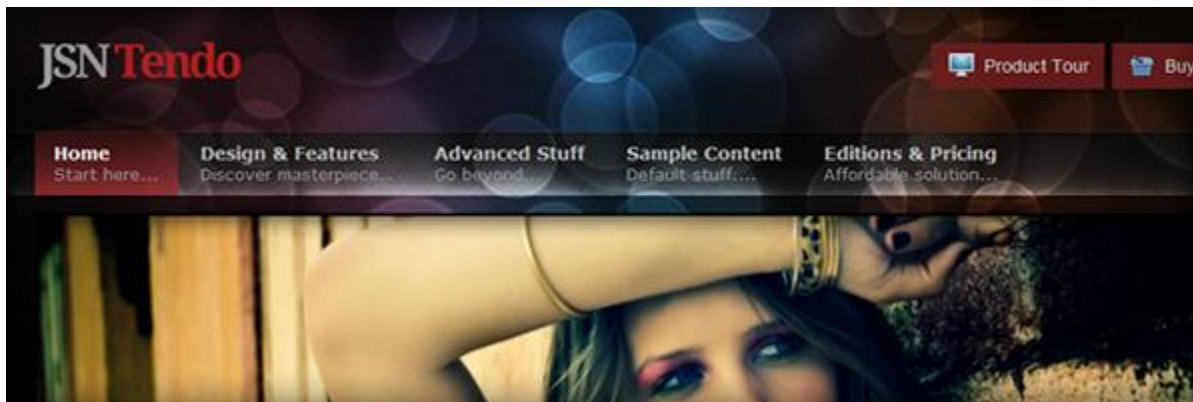 JSN Tendo
Product Tour
Buy
Home
Start here...
Design & Features
Discover masterpiece...
Advanced Stuff
Go beyond...
Sample Content
Default stuff....
Editions & Pricing
Affordable solution...